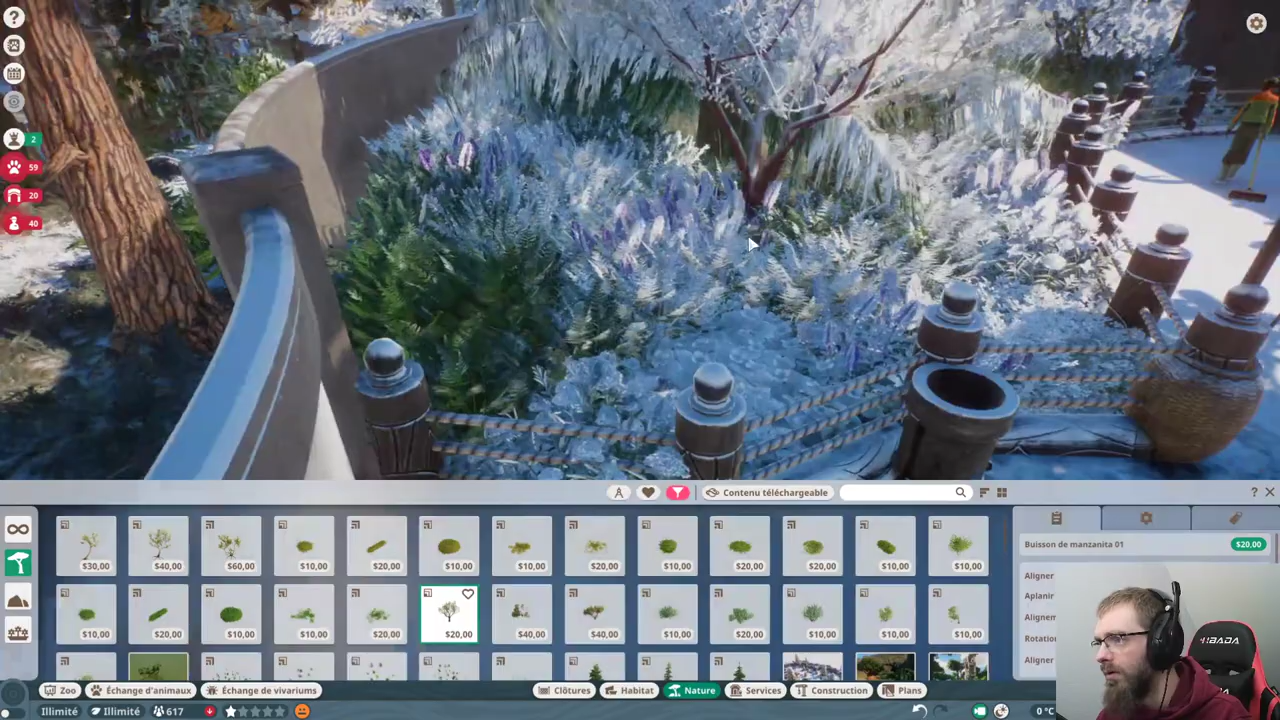 ?
2
59
20
40
Contenu téléchargeable
?
$30,00 $40,00 $60,00 $10,00 $20,00 $10,00 $10,00 $20,00 $10,00 $20,00 $20,00 $10,00 $10,00
Buisson de manzanita 01 $20,00
$10,00 $20,00 $10,00 $10,00 $20,00 $20,00 $40,00 $40,00 $10,00 $20,00 $10,00 $10,00 $10,00
Aligner
Aplanir
Alignem
Rotatio
Aligner
HBADA
Zoo Échange d'animaux Échange de vivariums Clôtures Habitat Nature Services Construction Plans
Illimité Illimité 617 0 °C